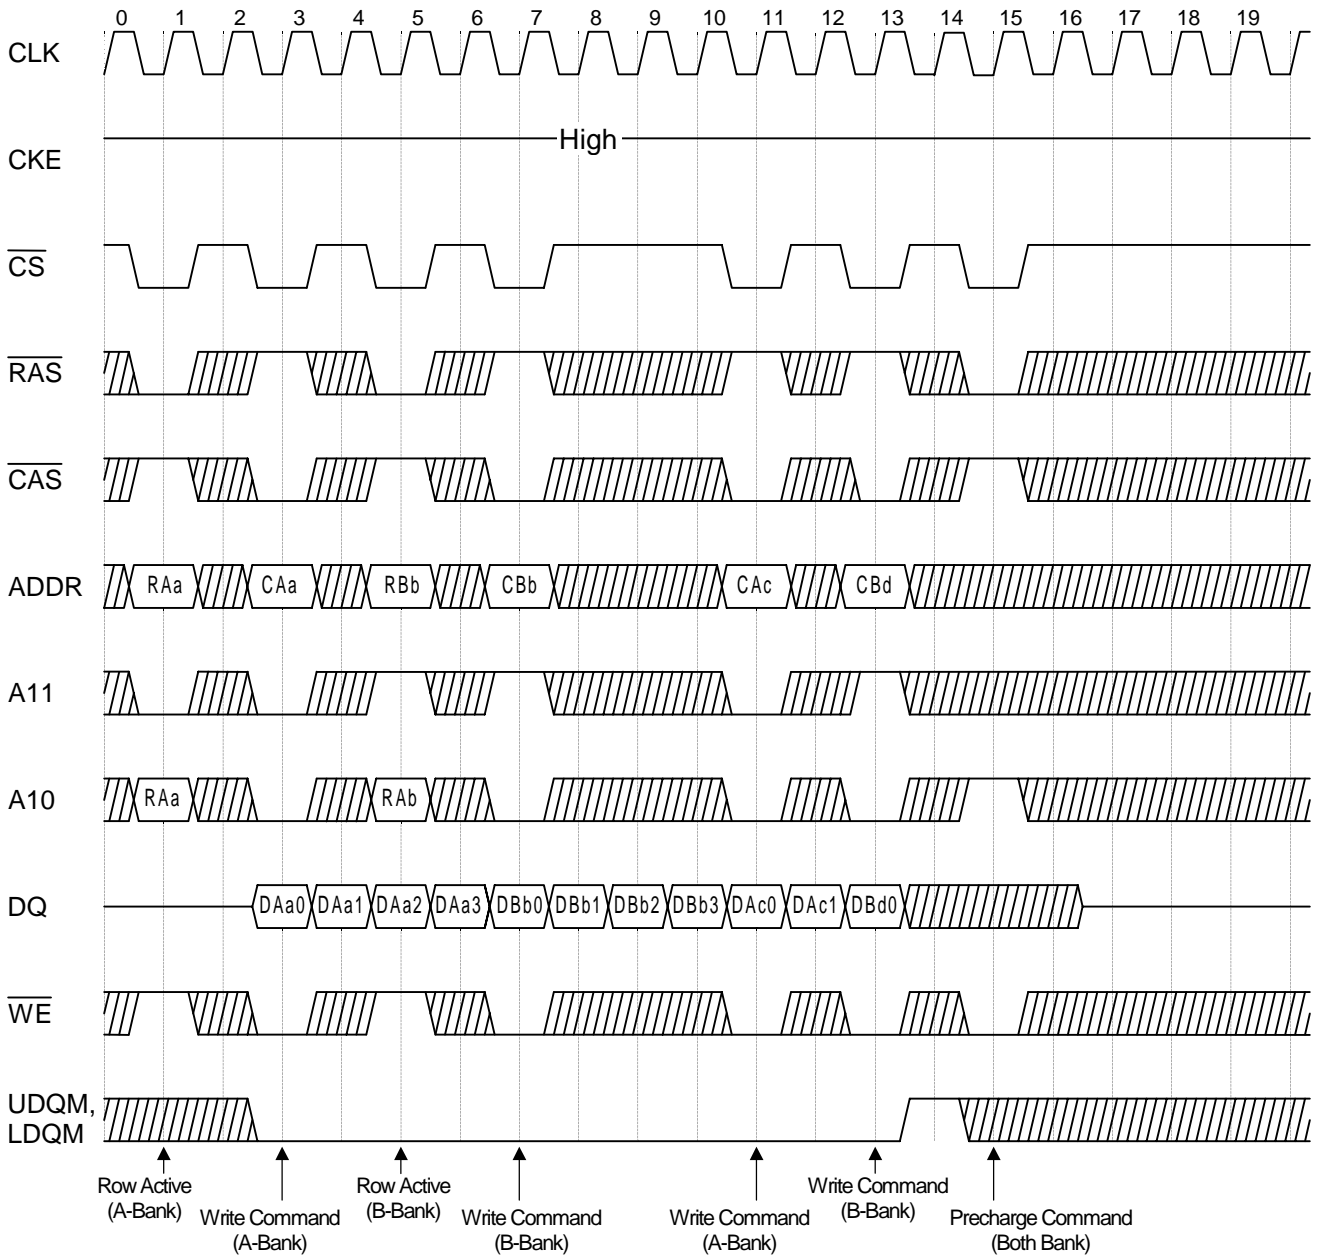 0 1 2 3 4 5 6 7 8 9 10 11 12 13 14 15 16 17 18 19
CLK
High
CKE
CS
RAS
CAS
ADDR RAa CAa RBb CBb CAc CBd
A11
A10 RAa RAb
DQ DAa0 DAa1 DAa2 DAa3 DBb0 DBb1 DBb2 DBb3 DAc0 DAc1 DBd0
WE
UDQM,
LDQM
Row Active
(A-Bank)
Write Command
(A-Bank)
Row Active
(B-Bank)
Write Command
(B-Bank)
Write Command
(A-Bank)
Write Command
(B-Bank)
Precharge Command
(Both Bank)